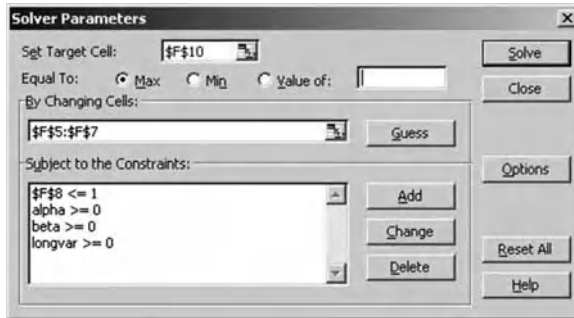 Solver Parameters
Set Target Cell: $F$10 Solve
Equal To: Max Min Value of: Close
By Changing Cells:
$F$5:$F$7 Guess
Subject to the Constraints: Options
$F$8 <= 1 Add
alpha >= 0
beta >= 0 Change
longvar >= 0 Reset All
Delete
Help